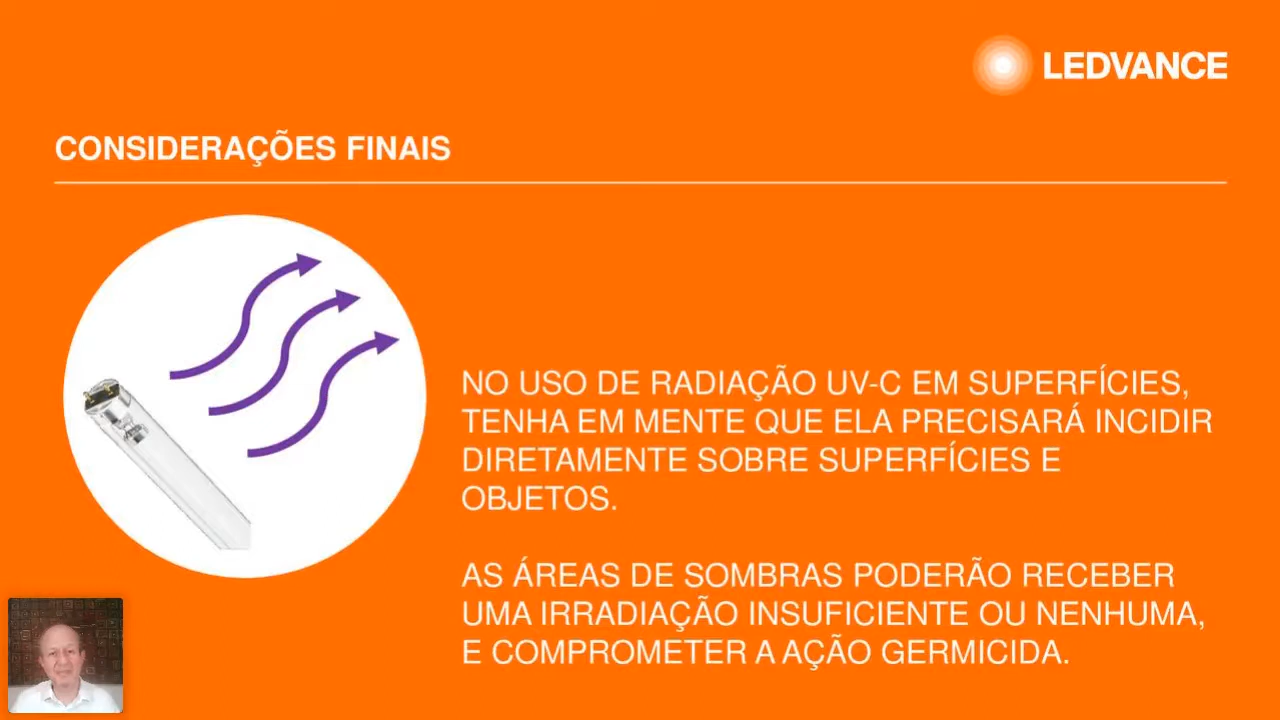 LEDVANCE
CONSIDERAÇÕES FINAIS
NO USO DE RADIAÇÃO UV-C EM SUPERFÍCIES,
TENHA EM MENTE QUE ELA PRECISARÁ INCIDIR
DIRETAMENTE SOBRE SUPERFÍCIES E
OBJETOS.
AS ÁREAS DE SOMBRAS PODERÃO RECEBER
UMA IRRADIAÇÃO INSUFICIENTE OU NENHUMA,
E COMPROMETER A AÇÃO GERMICIDA.